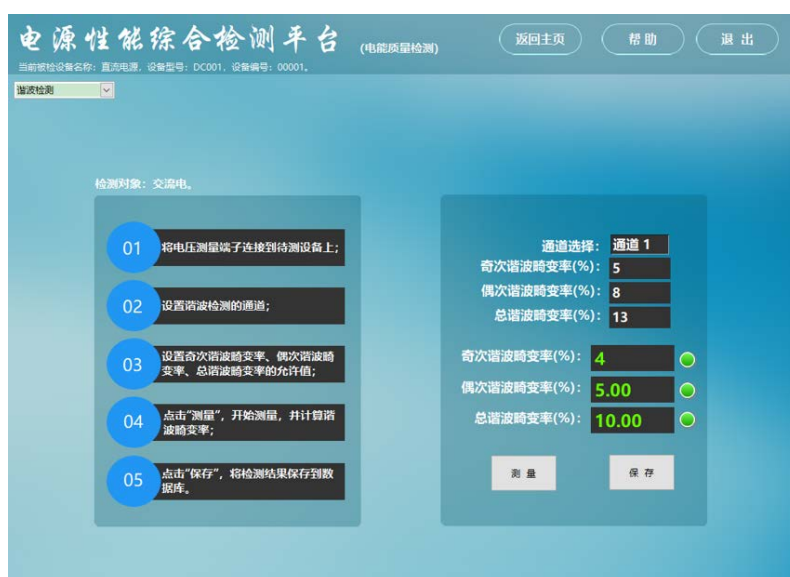 电源性能综合检测平台 (电能质量检测) 返回主页 帮 助 退 出
当前被检设备名称：直流电源，设备型号：DC001，设备编号：00001。
谐波检测
检测对象：交流电。
01 将电压测量端子连接到待测设备上；
02 设置谐波检测的通道；
03 设置奇次谐波畸变率、偶次谐波畸
变率、总谐波畸变率的允许值；
04 点击“测量”，开始测量，并计算谐
波畸变率；
05 点击“保存”，将检测结果保存到数
据库。
通道选择： 通道 1
奇次谐波畸变率(%)： 5
偶次谐波畸变率(%)： 8
总谐波畸变率(%)： 13
奇次谐波畸变率(%)： 4
偶次谐波畸变率(%)： 5.00
总谐波畸变率(%)： 10.00
测 量 保 存